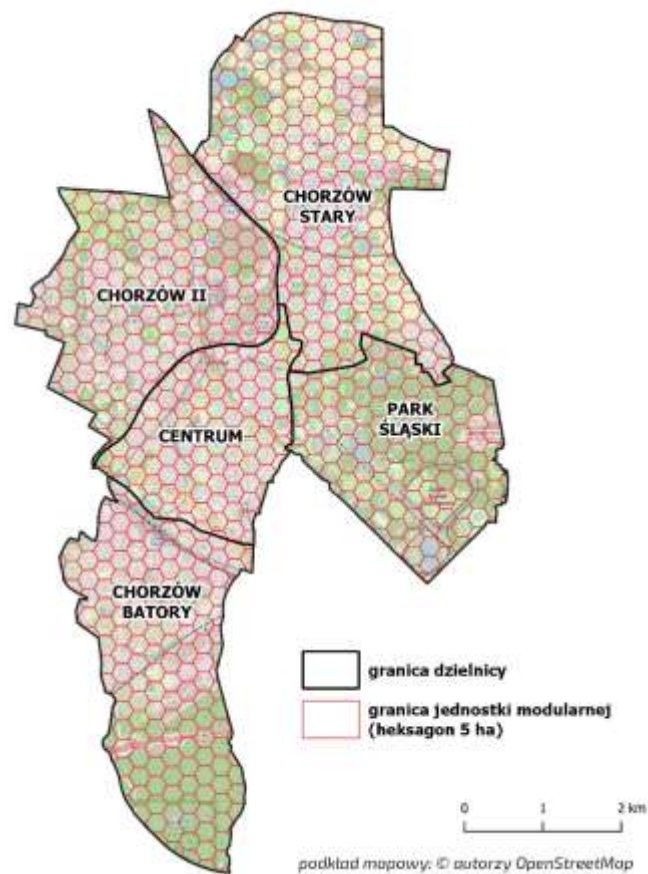 CHORZÓW
STARY
CHORZÓW II
CENTRUM
PARK
ŚLĄSKI
CHORZÓW
BATORY
granica dzielnicy
granica jednostki modularnej
(heksagon 5 ha)
0 1 2 km
podkład mapowy: © autorzy OpenStreetMap